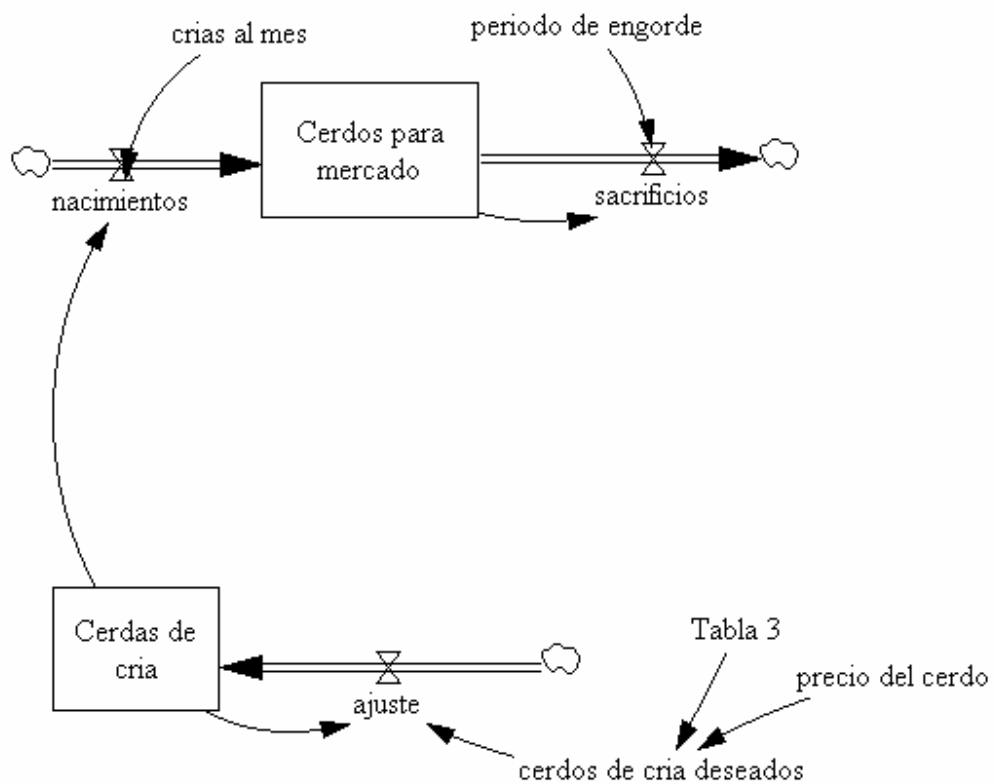 crias al mes
periodo de engorde
Cerdos para
mercado
nacimientos
sacrificios
Cerdas de
cria
Tabla 3
precio del cerdo
ajuste
cerdos de cria deseados